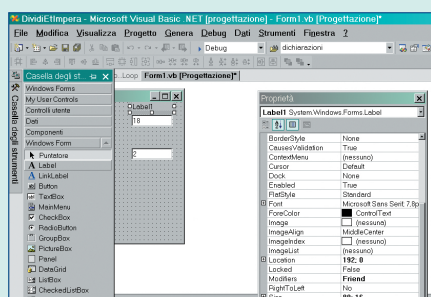 DividiEtImpera - Microsoft Visual Basic .NET [progettazione] - Form1.vb [Progettazione]*
File Modifica Visualizza Progetto Genera Debug Dati Strumenti Finestra ?
Debug dichiarazioni
Casella degli st... ...Loop Form1.vb [Progettazione]*
Casella degli strumenti
Windows Forms
My User Controls
Controlli utente
Dati
Componenti
Windows Form
Puntatore
A Label
A LinkLabel
Button
TextBox
MainMenu
CheckBox
RadioButton
GroupBox
PictureBox
Panel
DataGrid
ListBox
CheckedListBox
Label1
18
2
Proprietà
Label1 System.Windows.Forms.Label
BorderStyle None
CausesValidation True
ContextMenu (nessuno)
Cursor Default
Dock None
Enabled True
FlatStyle Standard
Font Microsoft Sans Serif; 7,8p
ForeColor ControlText
Image (nessuno)
ImageAlign MiddleCenter
ImageIndex (nessuno)
ImageList (nessuno)
Location 192; 8
Locked False
Modifiers Friend
RightToLeft No
Size 80; 16